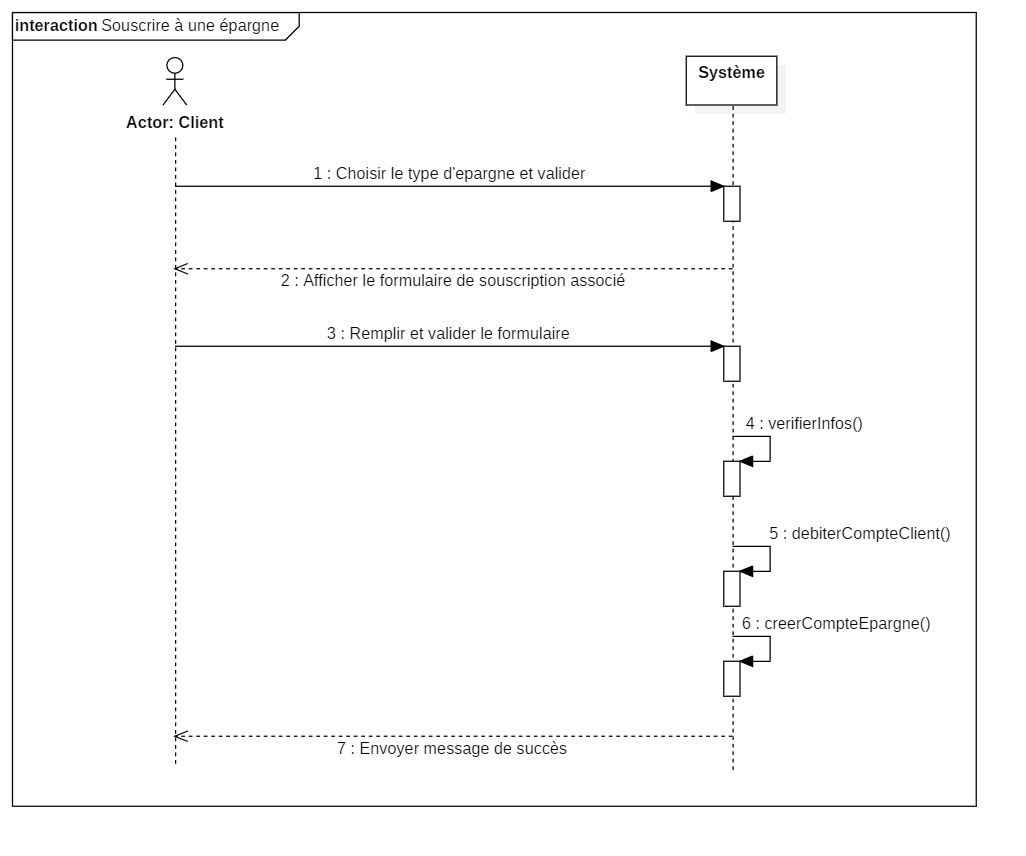 interaction Souscrire à une épargne
Système
Actor: Client
1 : Choisir le type d'epargne et valider
2 : Afficher le formulaire de souscription associé
3 : Remplir et valider le formulaire
4 : verifierInfos()
5 : debiterCompteClient()
6 : creerCompteEpargne()
7 : Envoyer message de succès